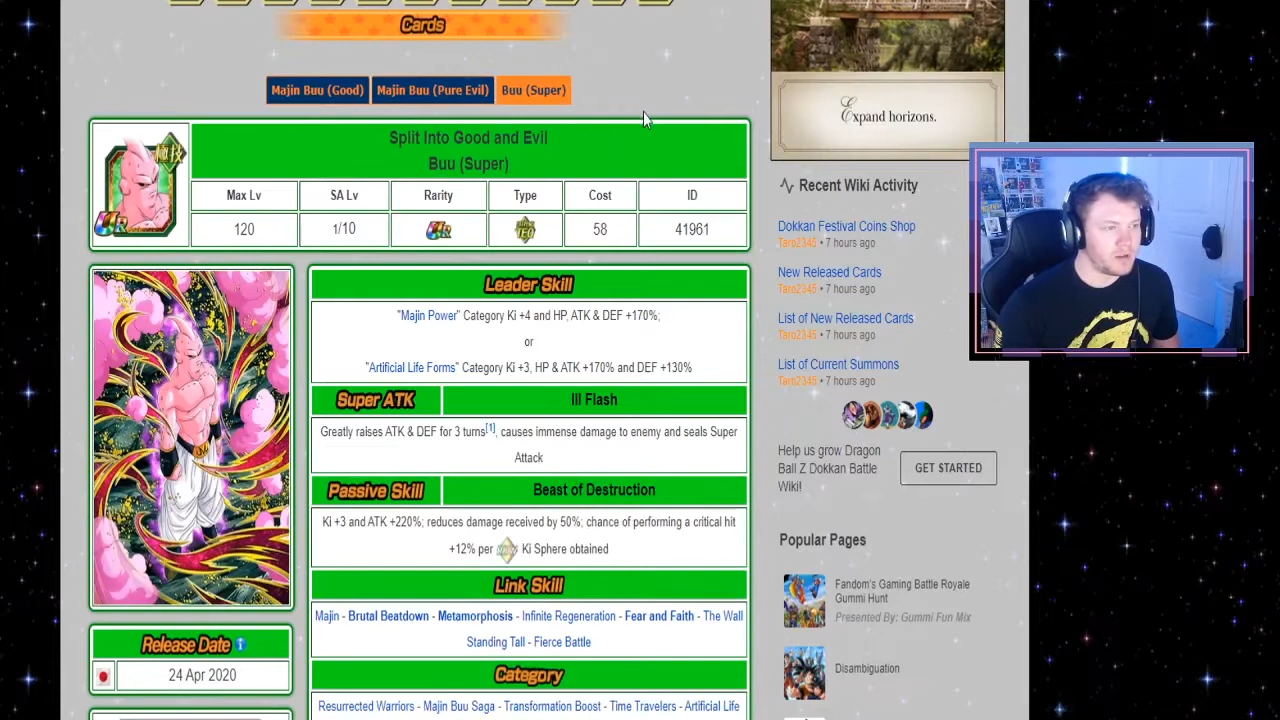 Cards
Majin Buu (Good) Majin Buu (Pure Evil) Buu (Super)
Split Into Good and Evil
Buu (Super)
Max Lv SA Lv Rarity Type Cost ID
120 1/10 UR TEQ 58 41961
Leader Skill
"Majin Power" Category Ki +4 and HP, ATK & DEF +170%;
or
"Artificial Life Forms" Category Ki +3, HP & ATK +170% and DEF +130%
Super ATK Ill Flash
Greatly raises ATK & DEF for 3 turns[1], causes immense damage to enemy and seals Super
Attack
Passive Skill Beast of Destruction
Ki +3 and ATK +220%; reduces damage received by 50%; chance of performing a critical hit
+12% per Ki Sphere obtained
Link Skill
Majin - Brutal Beatdown - Metamorphosis - Infinite Regeneration - Fear and Faith - The Wall
Standing Tall - Fierce Battle
Category
Resurrected Warriors - Majin Buu Saga - Transformation Boost - Time Travelers - Artificial Life
Release Date
24 Apr 2020
Expand horizons.
Recent Wiki Activity
Dokkan Festival Coins Shop
Taro2345 • 7 hours ago
New Released Cards
Taro2345 • 7 hours ago
List of New Released Cards
Taro2345 • 7 hours ago
List of Current Summons
Taro2345 • 7 hours ago
Help us grow Dragon
Ball Z Dokkan Battle
Wiki!
GET STARTED
Popular Pages
Fandom's Gaming Battle Royale
Gummi Hunt
Presented By: Gummi Fun Mix
Disambiguation